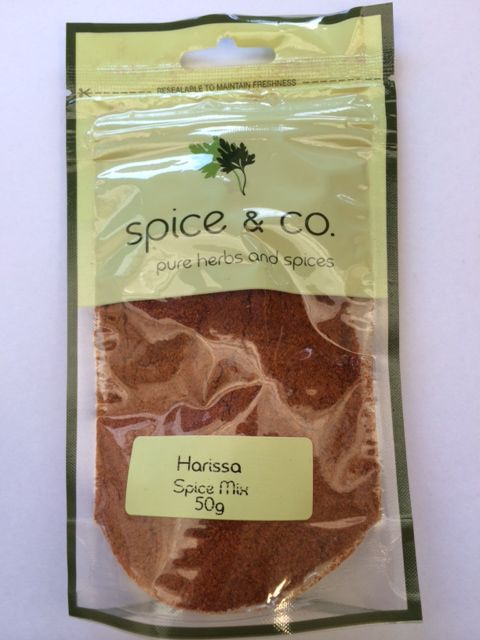 RESEALABLE TO MAINTAIN FRESHNESS
spice & co.
pure herbs and spices
Harissa
Spice Mix
50g